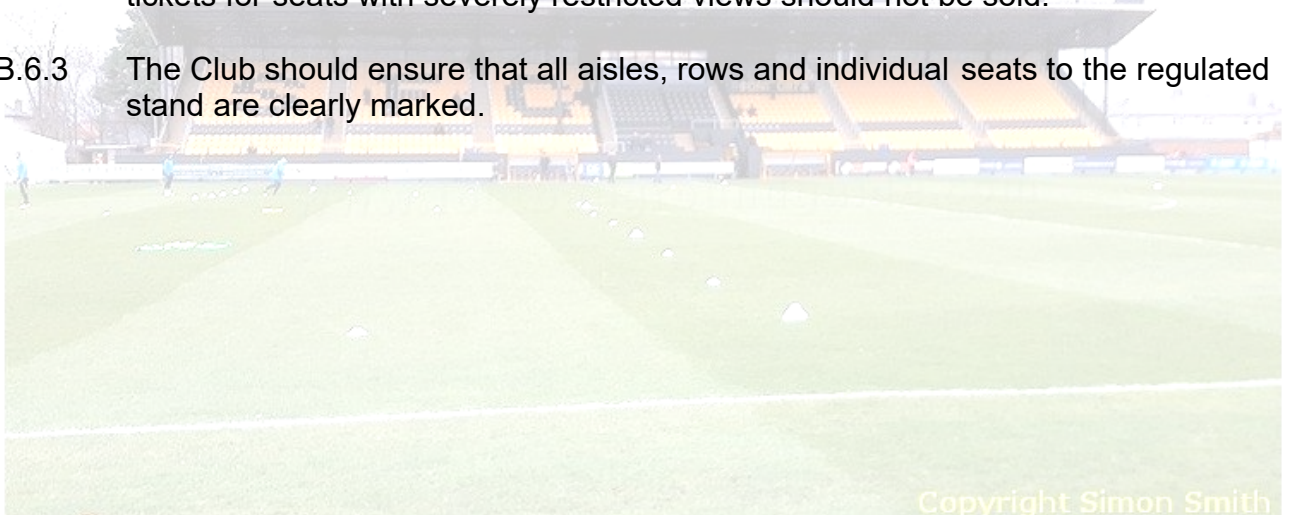 tickets for seats with severely restricted views should not be sold.
B.6.3 The Club should ensure that all aisles, rows and individual seats to the regulated
stand are clearly marked.
Copyright Simon Smith